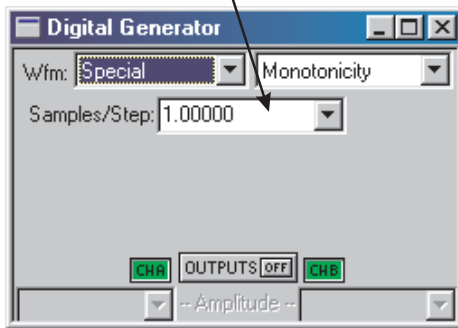 Digital Generator
Wfm: Special Monotonicity
Samples/Step: 1.00000
CHA OUTPUTS OFF CHB
-- Amplitude --